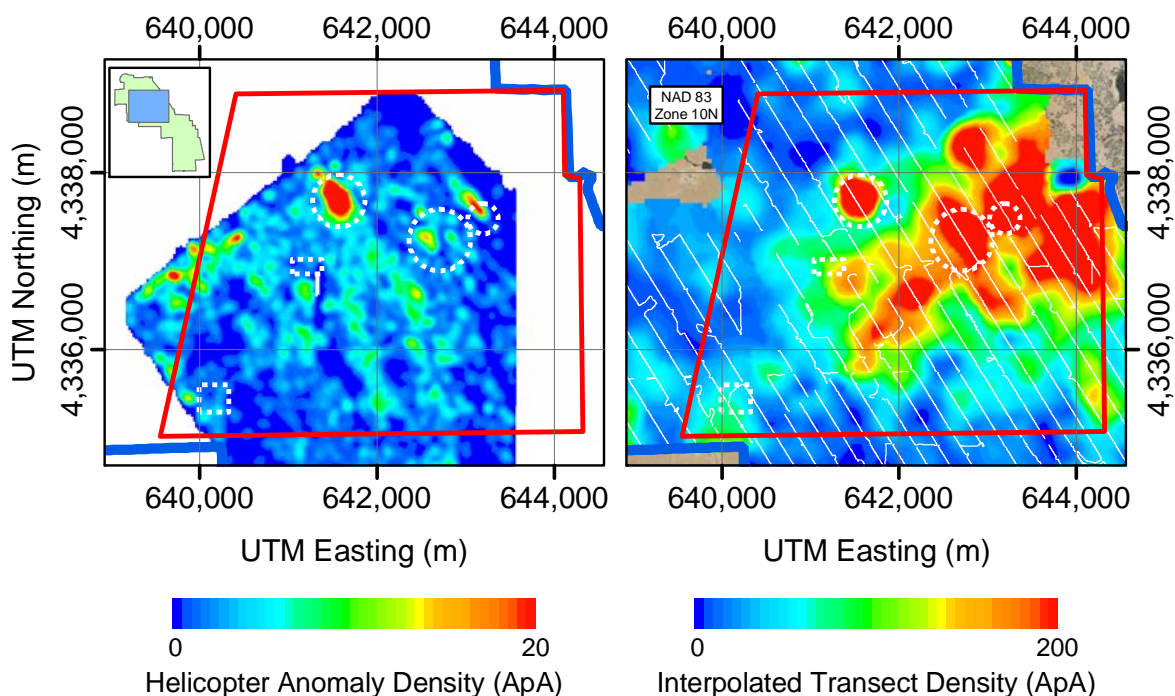 640,000 642,000 644,000 640,000 642,000 644,000
NAD 83
Zone 10N
UTM Northing (m)
4,338,000
4,336,000
4,338,000
4,336,000
T
640,000 642,000 644,000 640,000 642,000 644,000
UTM Easting (m) UTM Easting (m)
0 20 0 200
Helicopter Anomaly Density (ApA) Interpolated Transect Density (ApA)